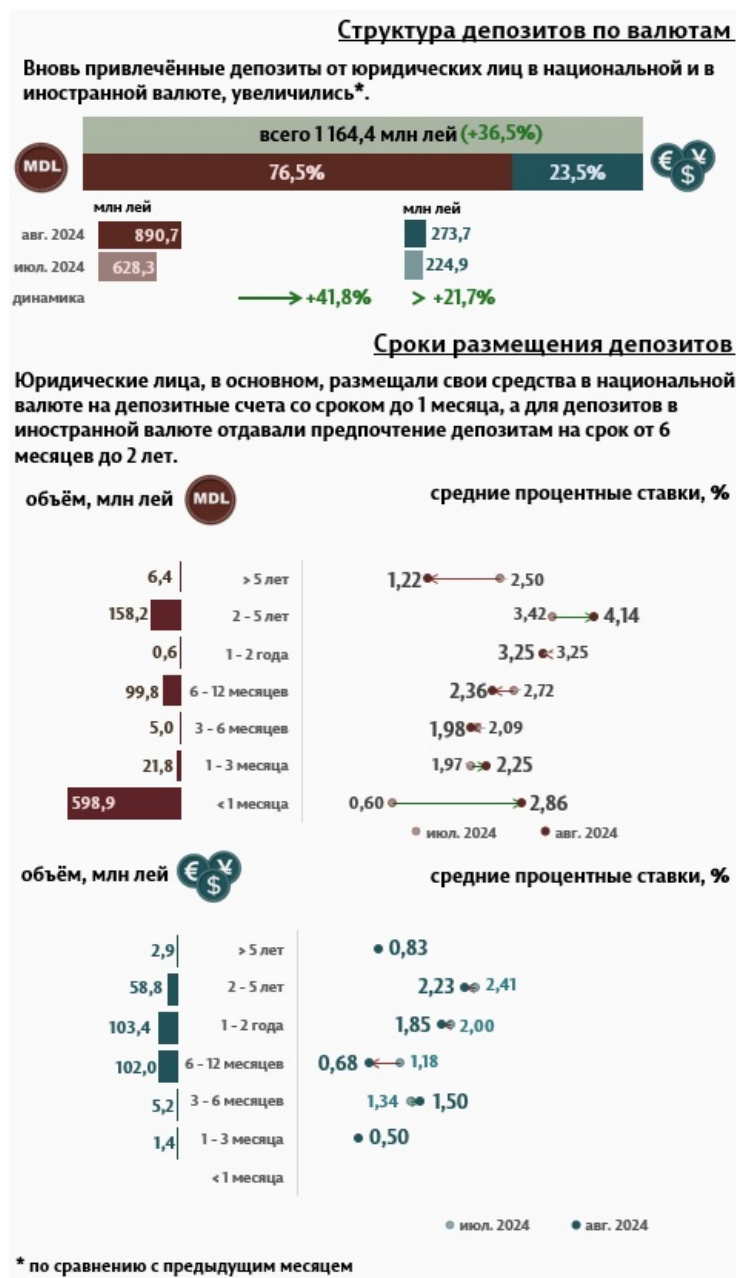 Структура депозитов по валютам
Вновь привлечённые депозиты от юридических лиц в национальной и в
иностранной валюте, увеличились*.
всего 1 164,4 млн лей (+36,5%)
MDL 76,5% 23,5% € ¥ $
млн лей млн лей
авг. 2024 890,7 273,7
июл. 2024 628,3 224,9
динамика +41,8% > +21,7%
Сроки размещения депозитов
Юридические лица, в основном, размещали свои средства в национальной
валюте на депозитные счета со сроком до 1 месяца, а для депозитов в
иностранной валюте отдавали предпочтение депозитам на срок от 6
месяцев до 2 лет.
объём, млн лей MDL средние процентные ставки, %
6,4 > 5 лет 1,22 2,50
158,2 2 - 5 лет 3,42 4,14
0,6 1 - 2 года 3,25 3,25
99,8 6 - 12 месяцев 2,36 2,72
5,0 3 - 6 месяцев 1,98 2,09
21,8 1 - 3 месяца 1,97 2,25
598,9 < 1 месяца 0,60 2,86
июл. 2024 авг. 2024
объём, млн лей € ¥ $ средние процентные ставки, %
2,9 > 5 лет 0,83
58,8 2 - 5 лет 2,23 2,41
103,4 1 - 2 года 1,85 2,00
102,0 6 - 12 месяцев 0,68 1,18
5,2 3 - 6 месяцев 1,34 1,50
1,4 1 - 3 месяца 0,50
< 1 месяца
июл. 2024 авг. 2024
* по сравнению с предыдущим месяцем